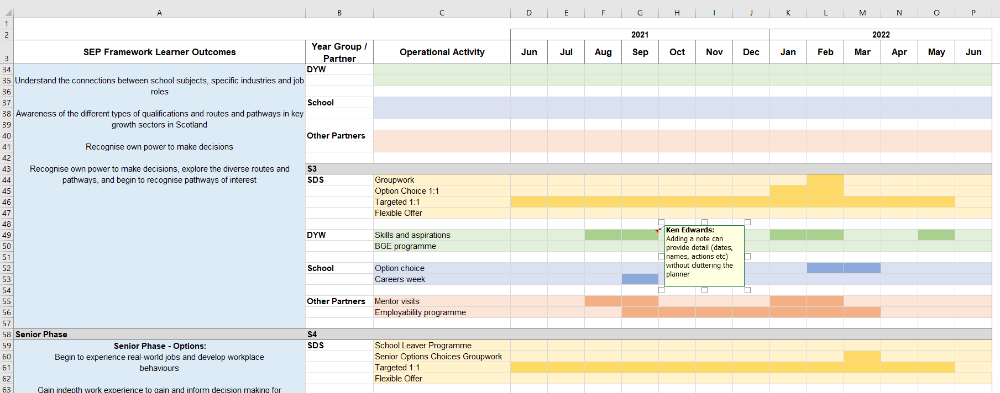 A B C D E F G H I J K L M N O P
1
2 2021 2022
3 SEP Framework Learner Outcomes Year Group / Partner Operational Activity Jun Jul Aug Sep Oct Nov Dec Jan Feb Mar Apr May Jun
34 DYW
35 Understand the connections between school subjects, specific industries and job
36 roles
37 School
38 Awareness of the different types of qualifications and routes and pathways in key
39 growth sectors in Scotland
40 Other Partners
41 Recognise own power to make decisions
42
43 Recognise own power to make decisions, explore the diverse routes and S3
44 pathways, and begin to recognise pathways of interest SDS Groupwork
45 Option Choice 1:1
46 Targeted 1:1
47 Flexible Offer
48
49 DYW Skills and aspirations
50 BGE programme
51
52 School Option choice
53 Careers week
54
55 Other Partners Mentor visits
56 Employability programme
57
58 Senior Phase S4
59 Senior Phase - Options: SDS School Leaver Programme
60 Begin to experience real-world jobs and develop workplace Senior Options Choices Groupwork
61 behaviours Targeted 1:1
62 Flexible Offer
63 Gain indepth work experience to gain and inform decision making for
Ken Edwards:
Adding a note can
provide detail (dates,
names, actions etc)
without cluttering the
planner